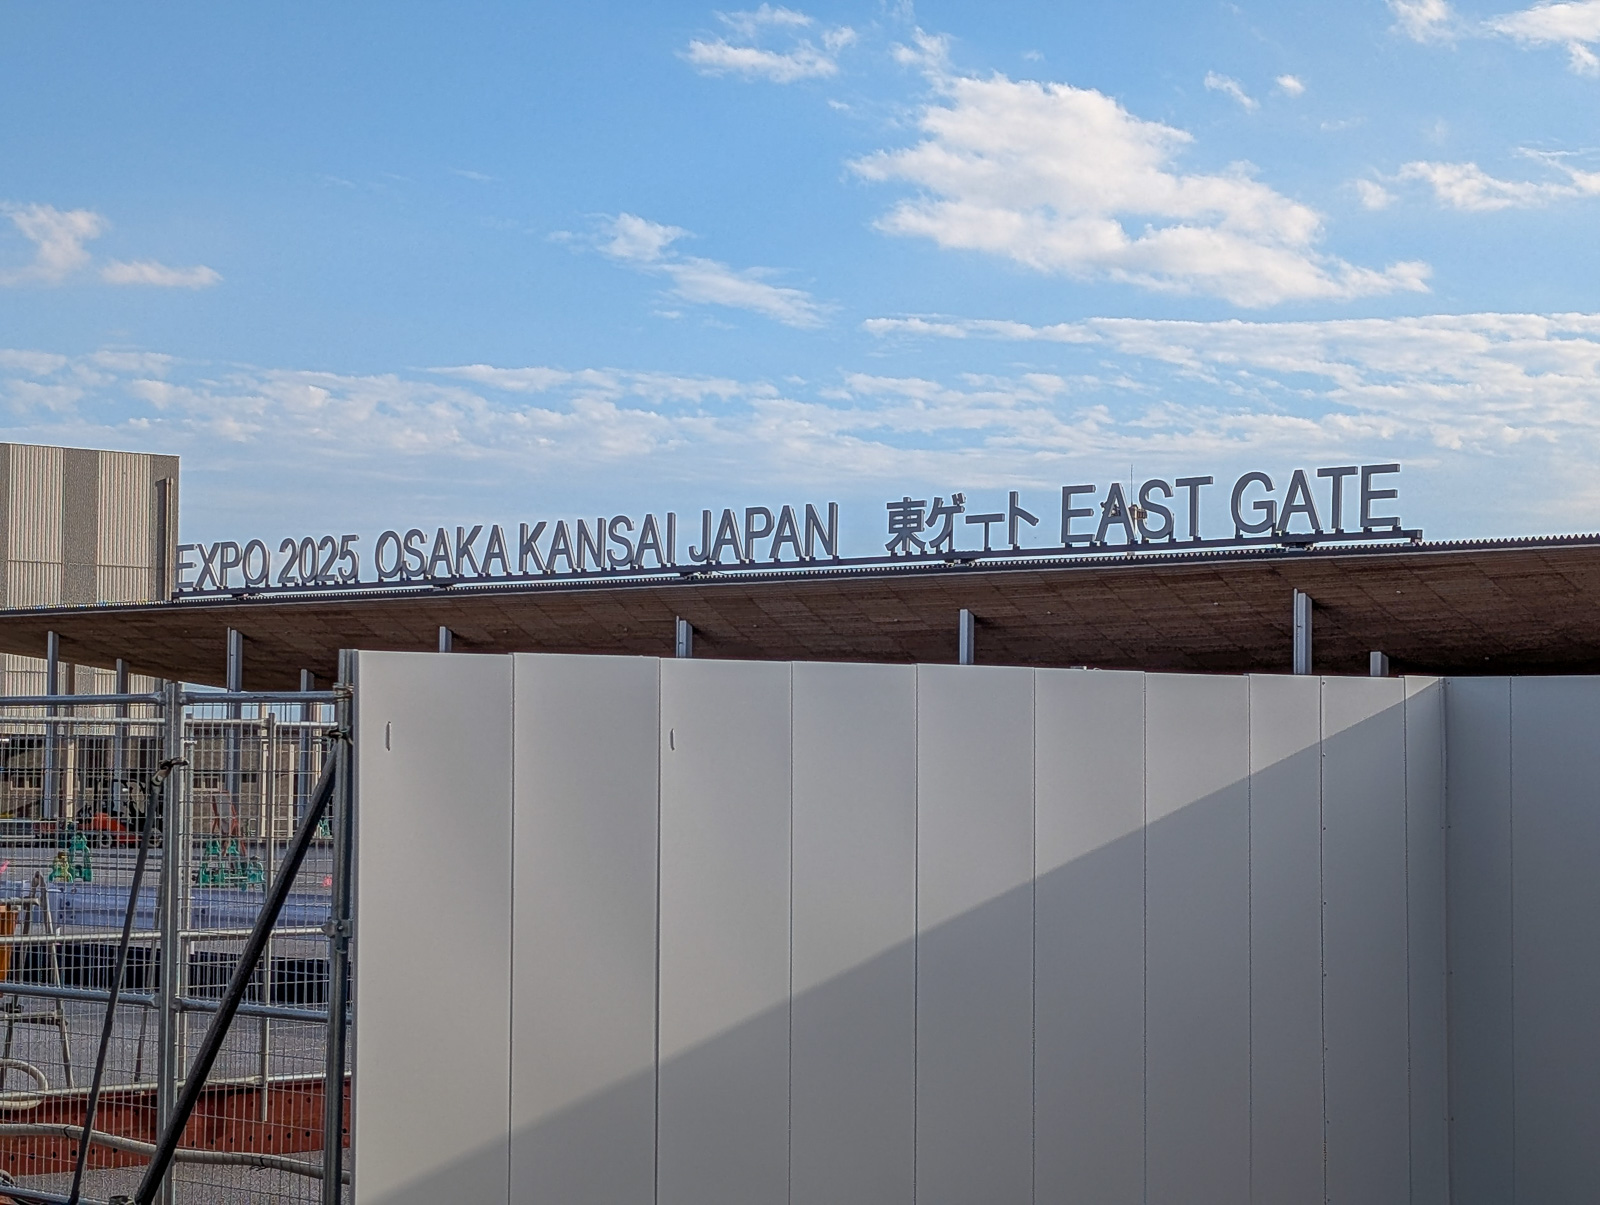 EXPO 2025 OSAKA KANSAI JAPAN 東ゲート EAST GATE